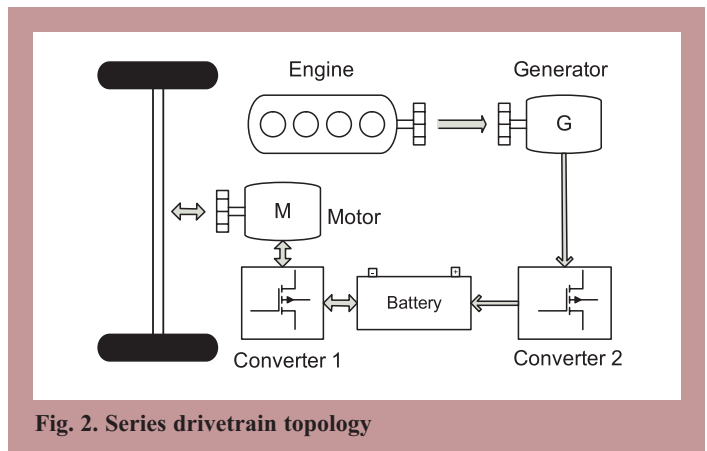 Engine
Generator
G
M
Motor
-
+
Battery
Converter 1
Converter 2
Fig. 2. Series drivetrain topology